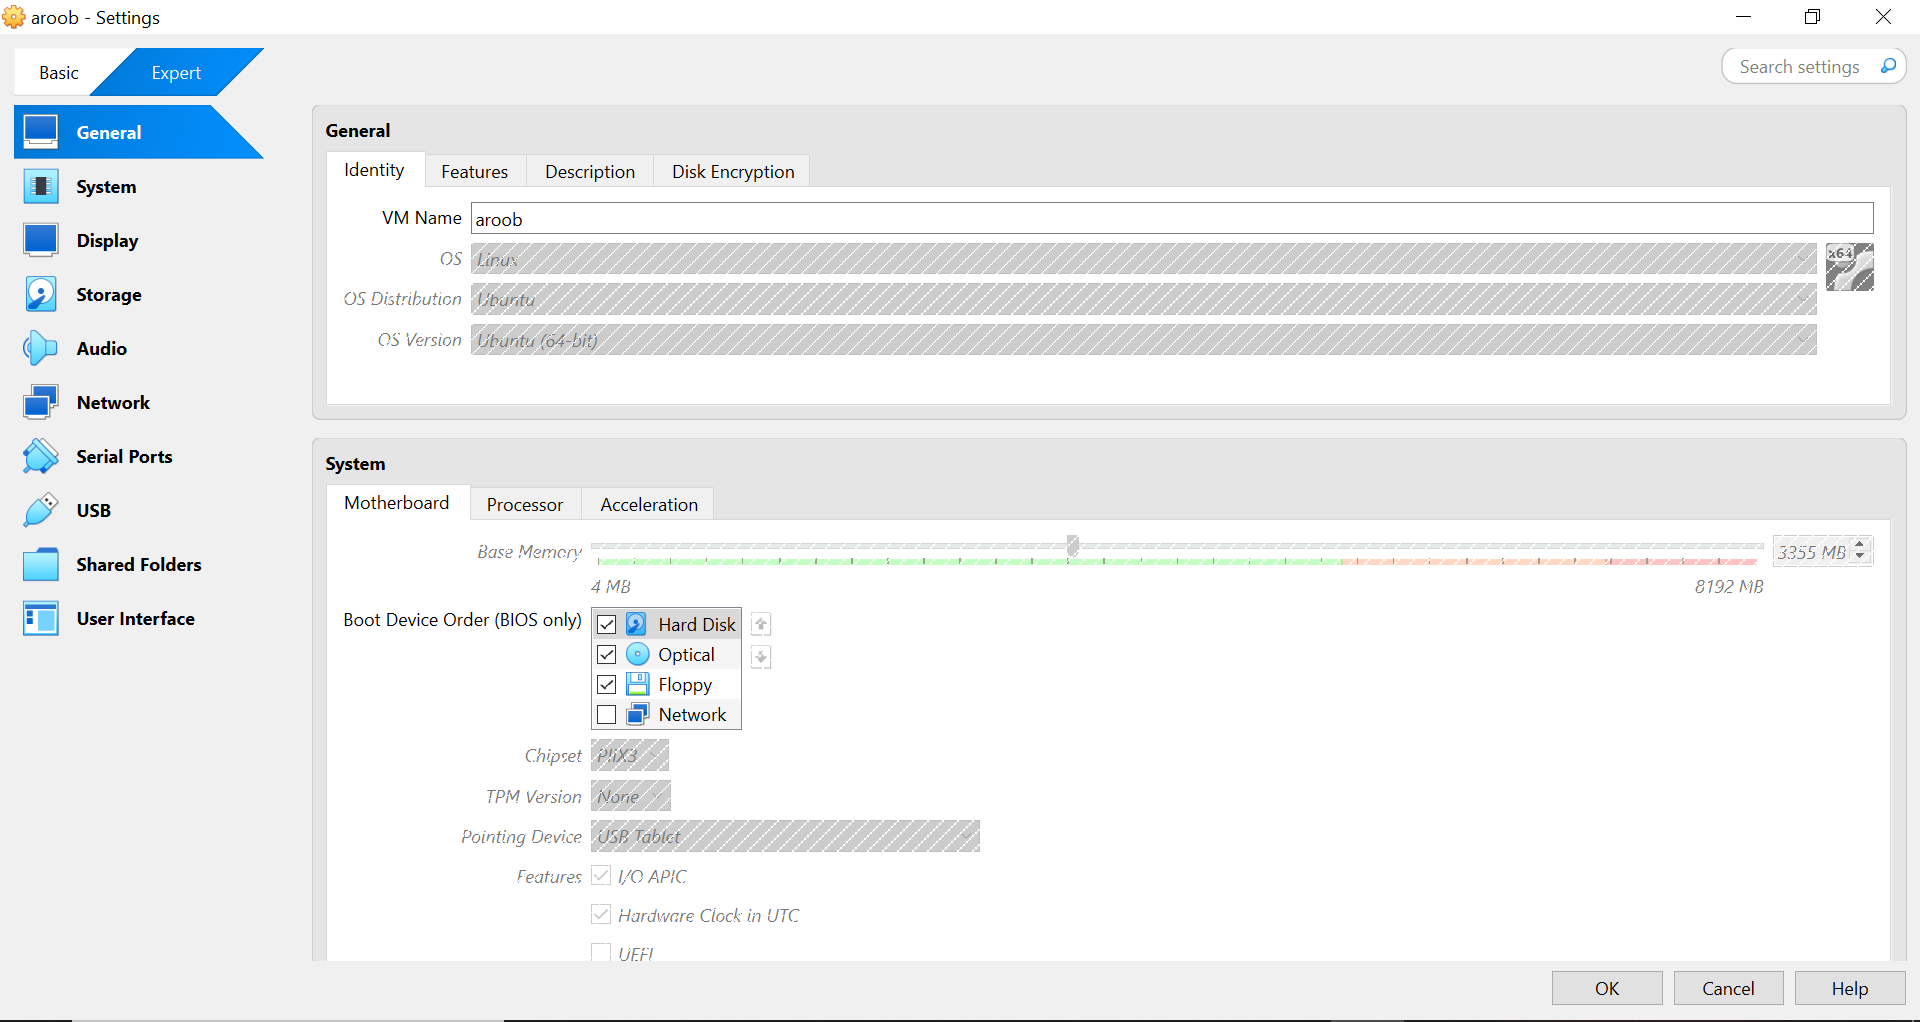 aroob - Settings
Basic
Expert
Search settings
General
System
Display
Storage
Audio
Network
Serial Ports
USB
Shared Folders
User Interface
General
Identity
Features
Description
Disk Encryption
VM Name
aroob
OS
Linux
x64
OS Distribution
Ubuntu
OS Version
Ubuntu (64-bit)
System
Motherboard
Processor
Acceleration
Base Memory
3355 MB
4 MB
8192 MB
Boot Device Order (BIOS only)
Hard Disk
Optical
Floppy
Network
Chipset
PIIX3
TPM Version
None
Pointing Device
USB Tablet
Features
I/O APIC
Hardware Clock in UTC
UEFI
OK
Cancel
Help